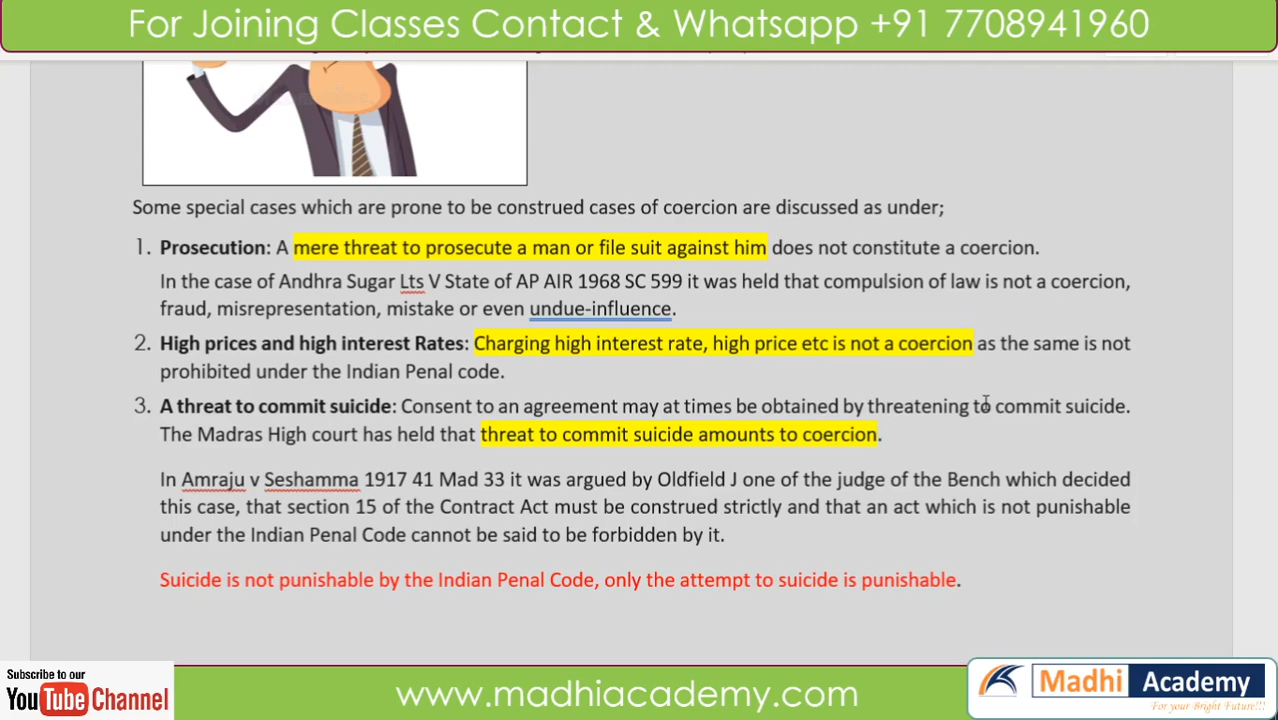 For Joining Classes Contact & Whatsapp +91 7708941960
Some special cases which are prone to be construed cases of coercion are discussed as under;
1. Prosecution: A mere threat to prosecute a man or file suit against him does not constitute a coercion.
In the case of Andhra Sugar Lts V State of AP AIR 1968 SC 599 it was held that compulsion of law is not a coercion,
fraud, misrepresentation, mistake or even undue-influence.
2. High prices and high interest Rates: Charging high interest rate, high price etc is not a coercion as the same is not
prohibited under the Indian Penal code.
3. A threat to commit suicide: Consent to an agreement may at times be obtained by threatening to commit suicide.
The Madras High court has held that threat to commit suicide amounts to coercion.
In Amraju v Seshamma 1917 41 Mad 33 it was argued by Oldfield J one of the judge of the Bench which decided
this case, that section 15 of the Contract Act must be construed strictly and that an act which is not punishable
under the Indian Penal Code cannot be said to be forbidden by it.
Suicide is not punishable by the Indian Penal Code, only the attempt to suicide is punishable.
Subscribe to our
YouTube Channel
www.madhiacademy.com
Madhi Academy
For your Bright Future!!!